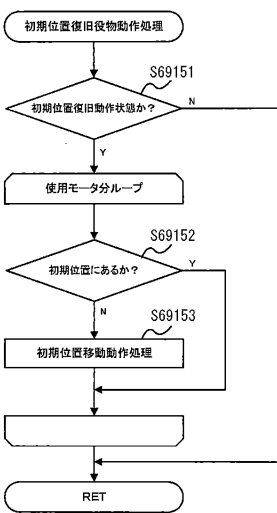 初期位置復旧役物動作処理
S69151
初期位置復旧動作状態か？
N
Y
使用モータ分ループ
S69152
初期位置にあるか？
Y
N
S69153
初期位置移動動作処理
RET